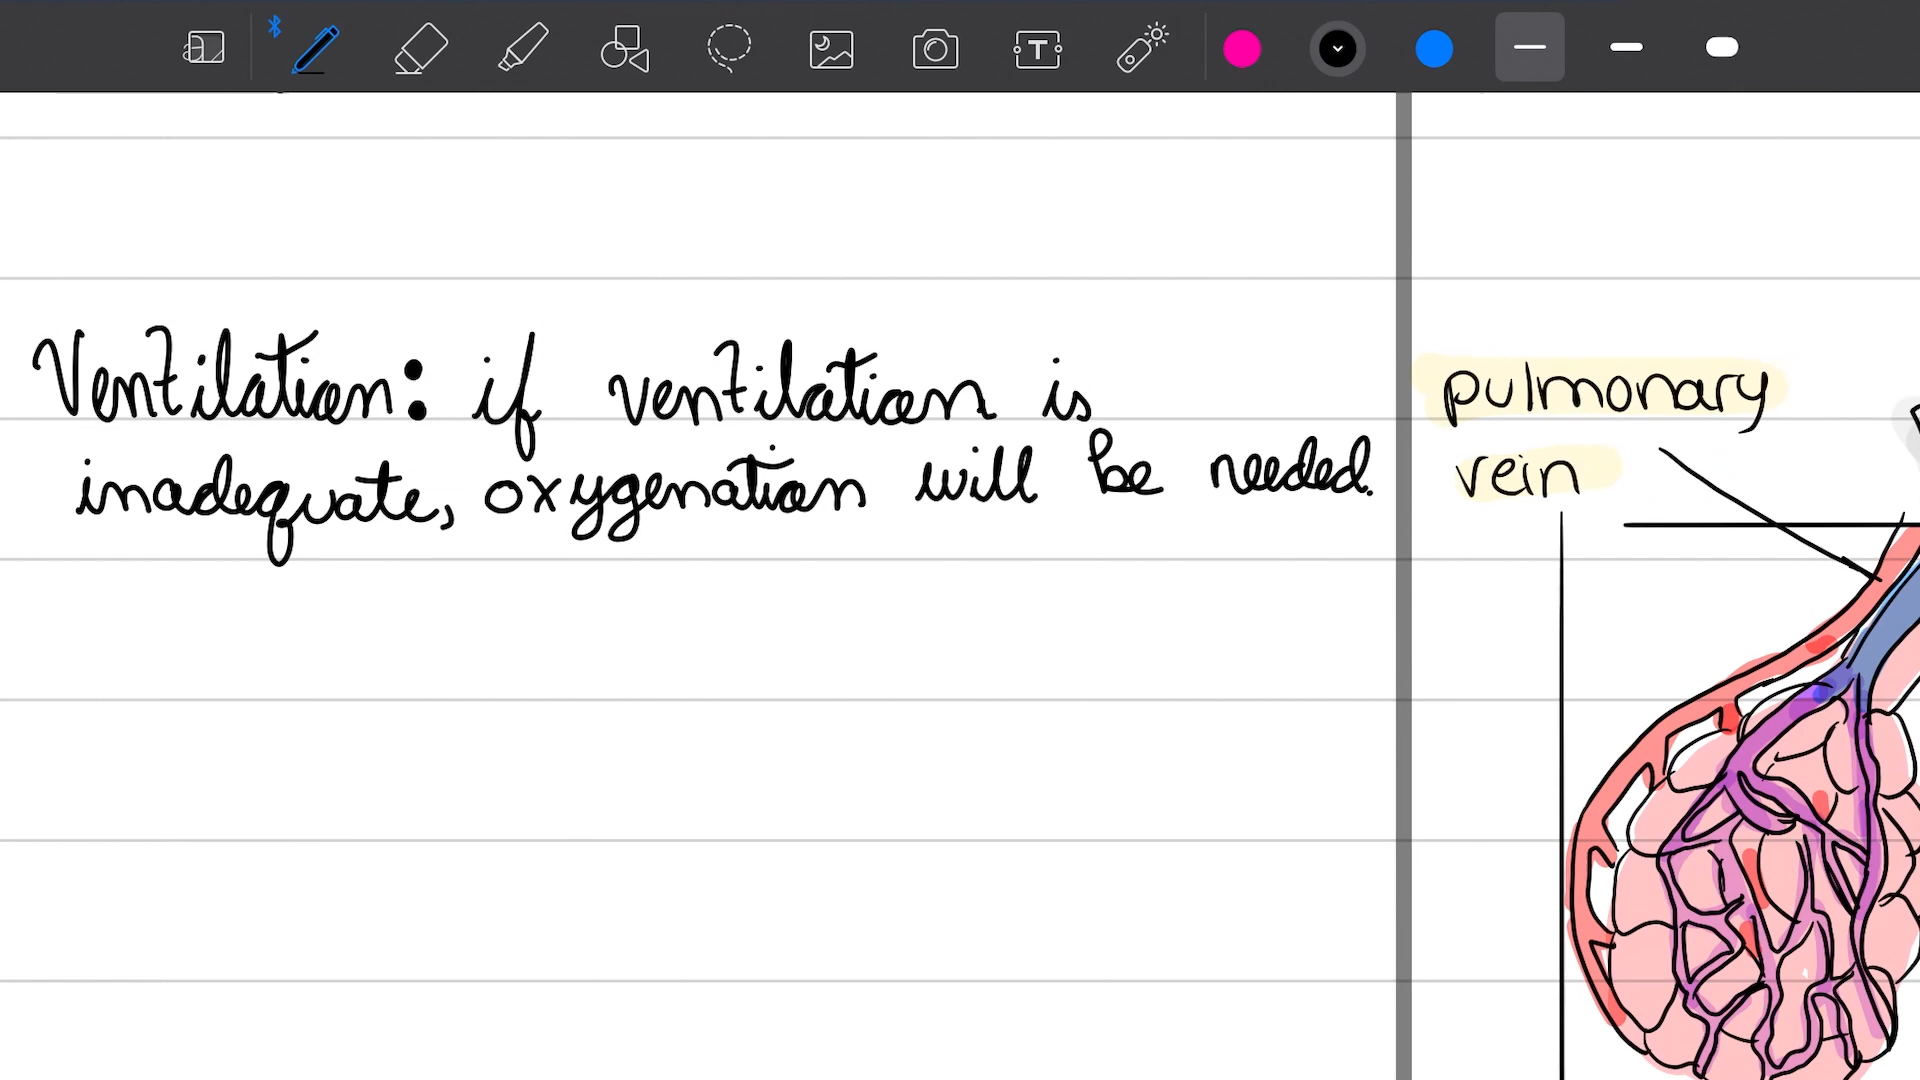 Ventilation: if ventilation is
inadequate, oxygenation will be needed.
pulmonary
vein